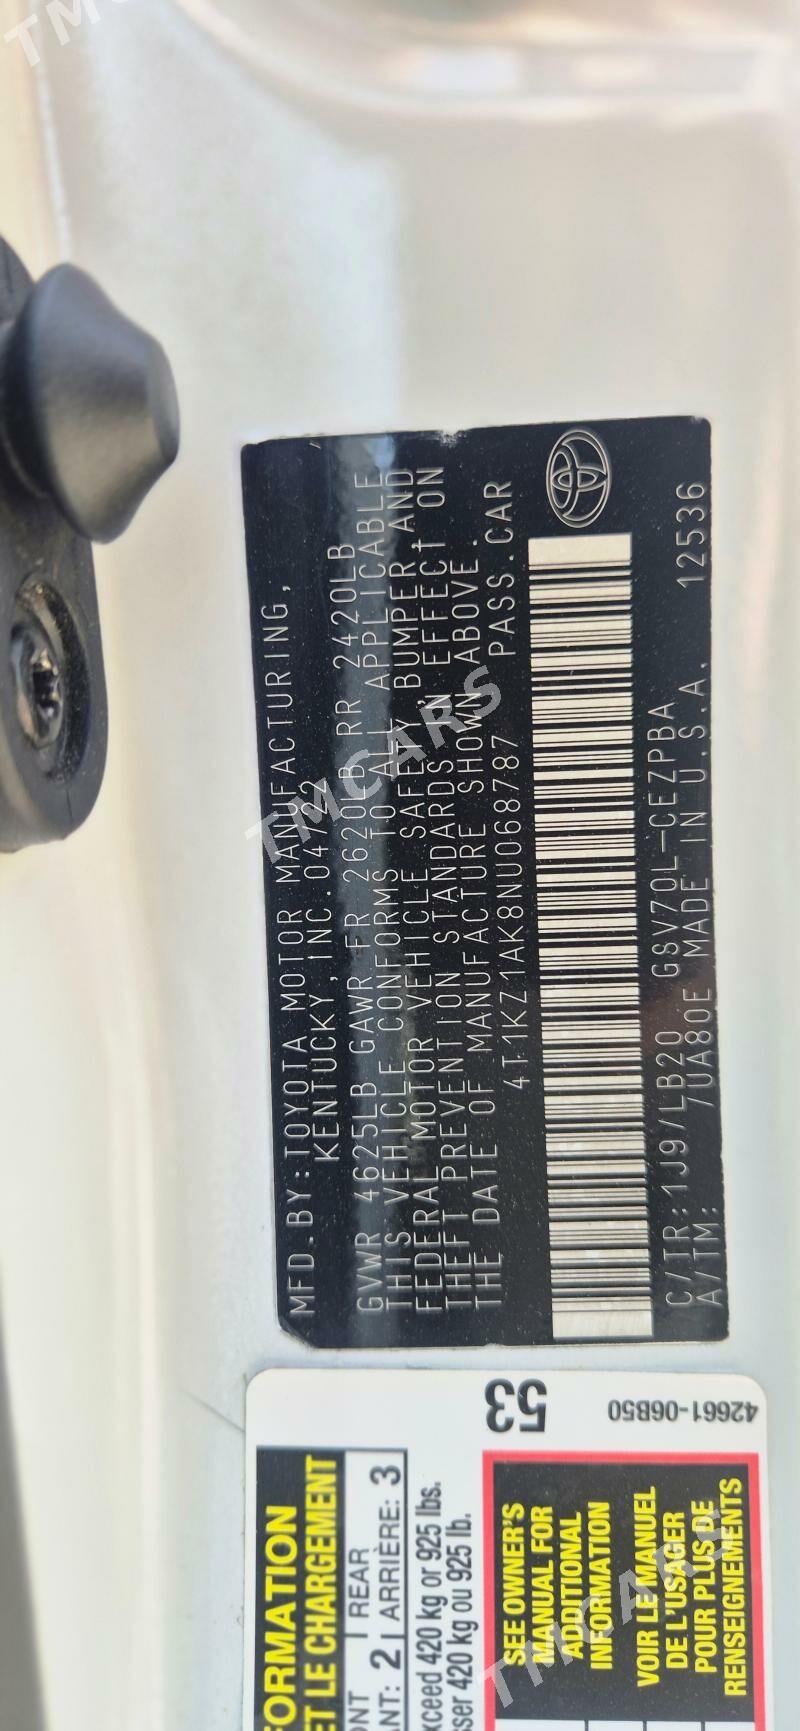 MFD.BY:TOYOTA MOTOR MANUFACTURING,
KENTUCKY,INC.04/22
GVWR 4625LB GAWR FR 2620LB RR 2420LB
THIS VEHICLE CONFORMS TO ALL APPLICABLE
FEDERAL MOTOR VEHICLE SAFETY BUMPER,AND
THEFT PREVENTION STANDARDS IN EFFECT ON
THE DATE OF MANUFACTURE SHOWN ABOVE.
4T1KZ1AK8NU068787 PASS.CAR
C/TR:1J9/LB20 GSV70L-CEZPBA
A/TM: 7UA80E MADE IN U.S.A. 12536
53
42661-06B50
FORMATION
ET LE CHARGEMENT
REAR
ANT: 2 ARRIÈRE: 3
xceed 420 kg or 925 lbs.
sser 420 kg ou 925 lb.
SEE OWNER'S
MANUAL FOR
ADDITIONAL
INFORMATION
VOIR LE MANUEL
DE L'USAGER
POUR PLUS DE
RENSEIGNEMENTS
TMCARS
TMCARS